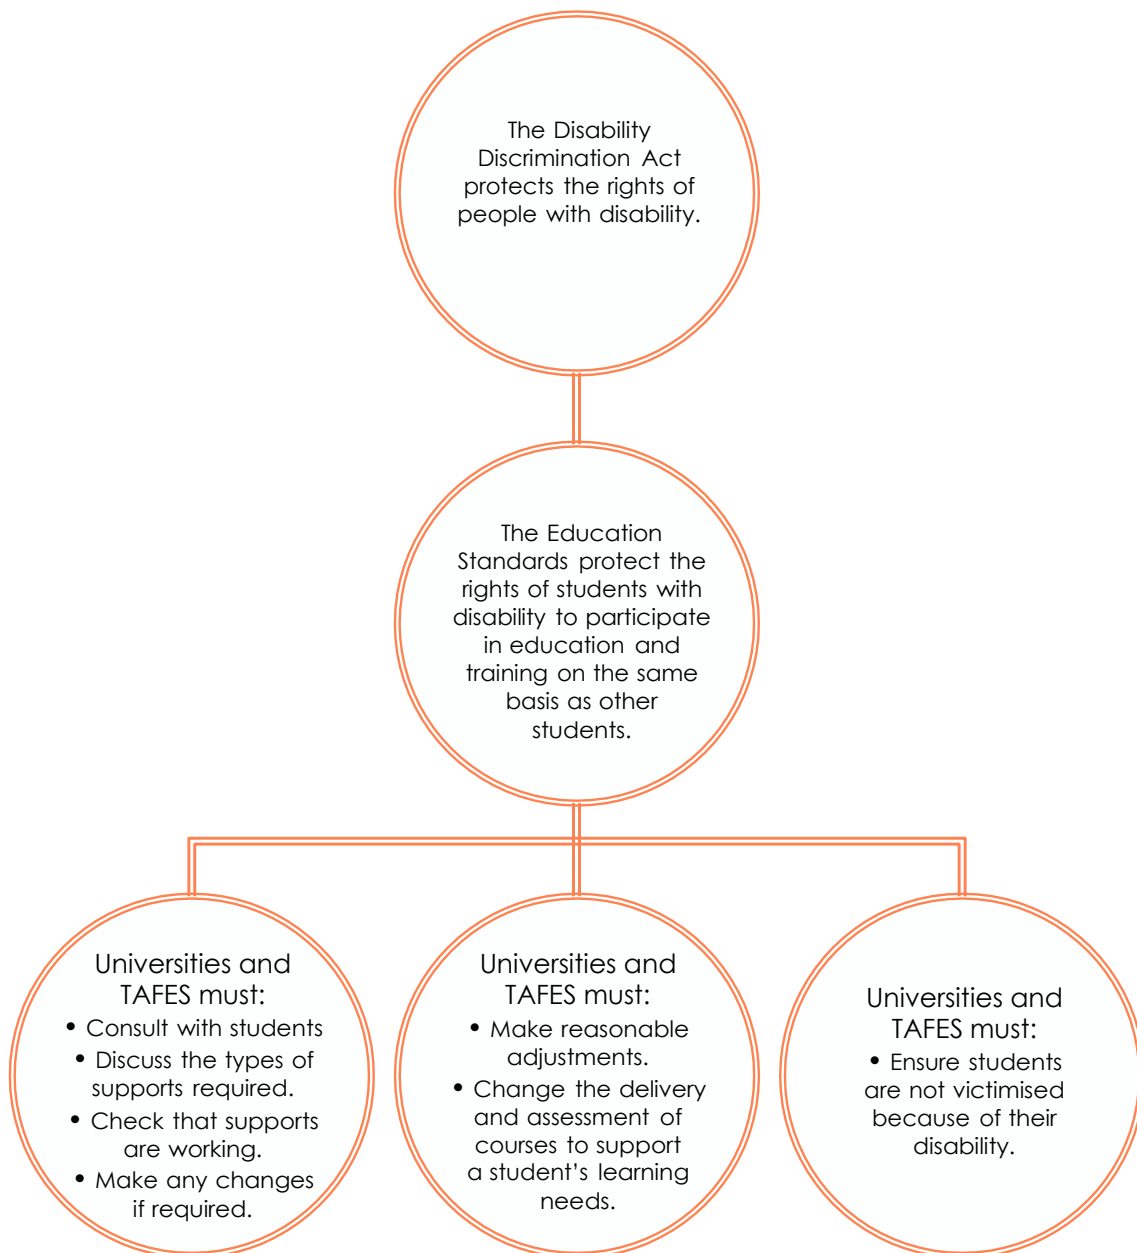 The Disability
Discrimination Act
protects the rights of
people with disability.
The Education
Standards protect the
rights of students with
disability to participate
in education and
training on the same
basis as other
students.
Universities and
TAFES must:
• Consult with students
• Discuss the types of
supports required.
• Check that supports
are working.
• Make any changes
if required.
Universities and
TAFES must:
• Make reasonable
adjustments.
• Change the delivery
and assessment of
courses to support
a student’s learning
needs.
Universities and
TAFES must:
• Ensure students
are not victimised
because of their
disability.